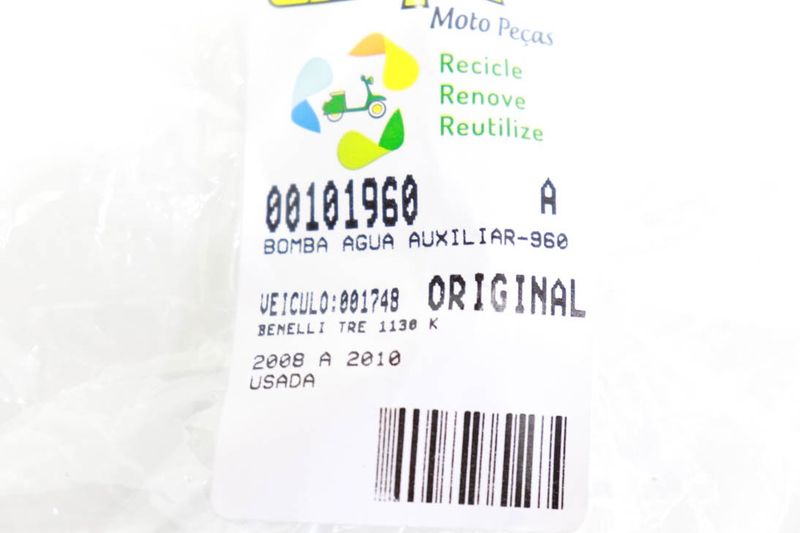 Moto Peças
Recicle
Renove
Reutilize
00101960 A
BOMBA AGUA AUXILIAR-960
VEICULO:001748 ORIGINAL
BENELLI TRE 1130 K
2008 A 2010
USADA